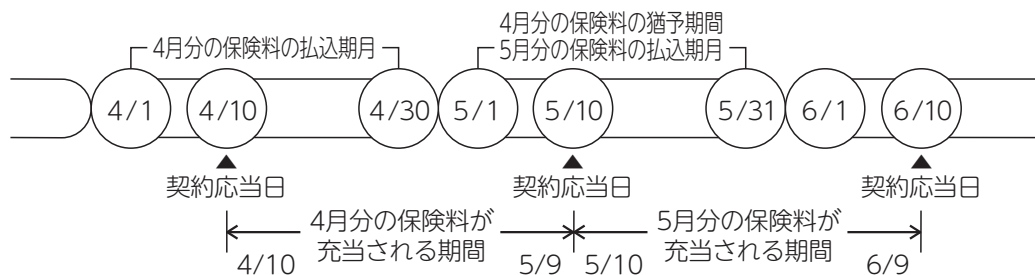 4月分の保険料の猶予期間
4月分の保険料の払込期月
5月分の保険料の払込期月
4/1
4/10
4/30
5/1
5/10
5/31
6/1
6/10
契約応当日
契約応当日
契約応当日
4月分の保険料が
充当される期間
5月分の保険料が
充当される期間
4/10
5/9
5/10
6/9